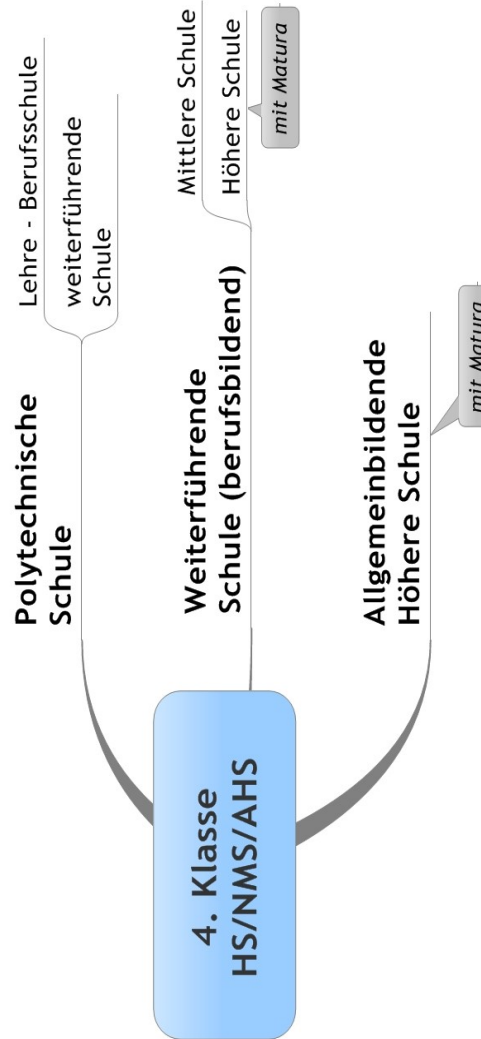 4. Klasse
HS/NMS/AHS
Polytechnische
Schule
Lehre - Berufsschule
weiterführende
Schule
Weiterführende
Schule (berufsbildend)
Mittlere Schule
Höhere Schule
mit Matura
Allgemeinbildende
Höhere Schule
mit Matura